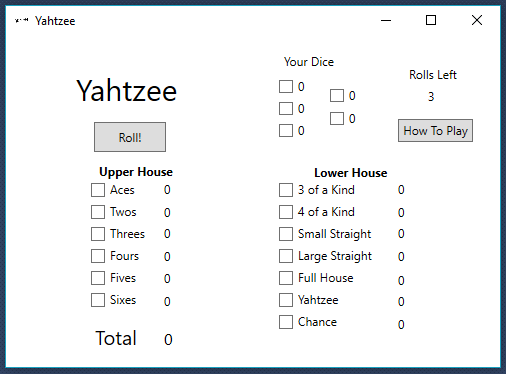 Yahtzee
Your Dice
Rolls Left
Yahtzee
0
0
0
0
0
3
Roll!
How To Play
Upper House
Lower House
Aces 0
3 of a Kind 0
Twos 0
4 of a Kind 0
Threes 0
Small Straight 0
Fours 0
Large Straight 0
Fives 0
Full House 0
Sixes 0
Yahtzee 0
Chance 0
Total 0